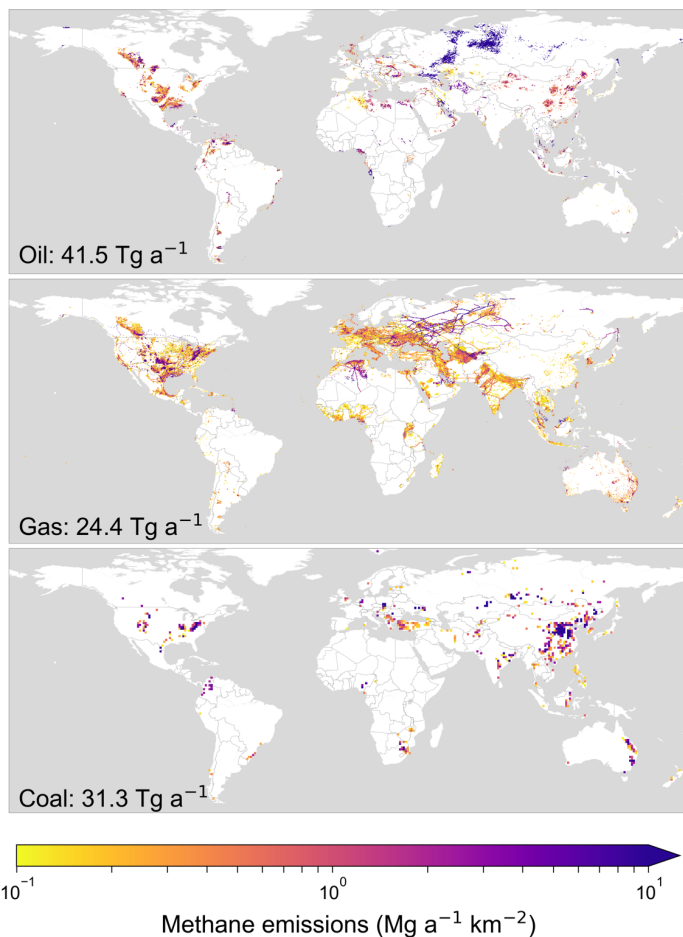 Oil: 41.5 Tg a⁻¹
Gas: 24.4 Tg a⁻¹
Coal: 31.3 Tg a⁻¹
10⁻¹ 10⁰ 10¹
Methane emissions (Mg a⁻¹ km⁻²)